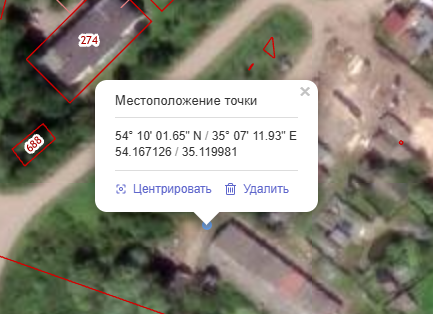 274
Местоположение точки
54° 10' 01.65" N / 35° 07' 11.93" E
54.167126 / 35.119981
688
Центрировать
Удалить